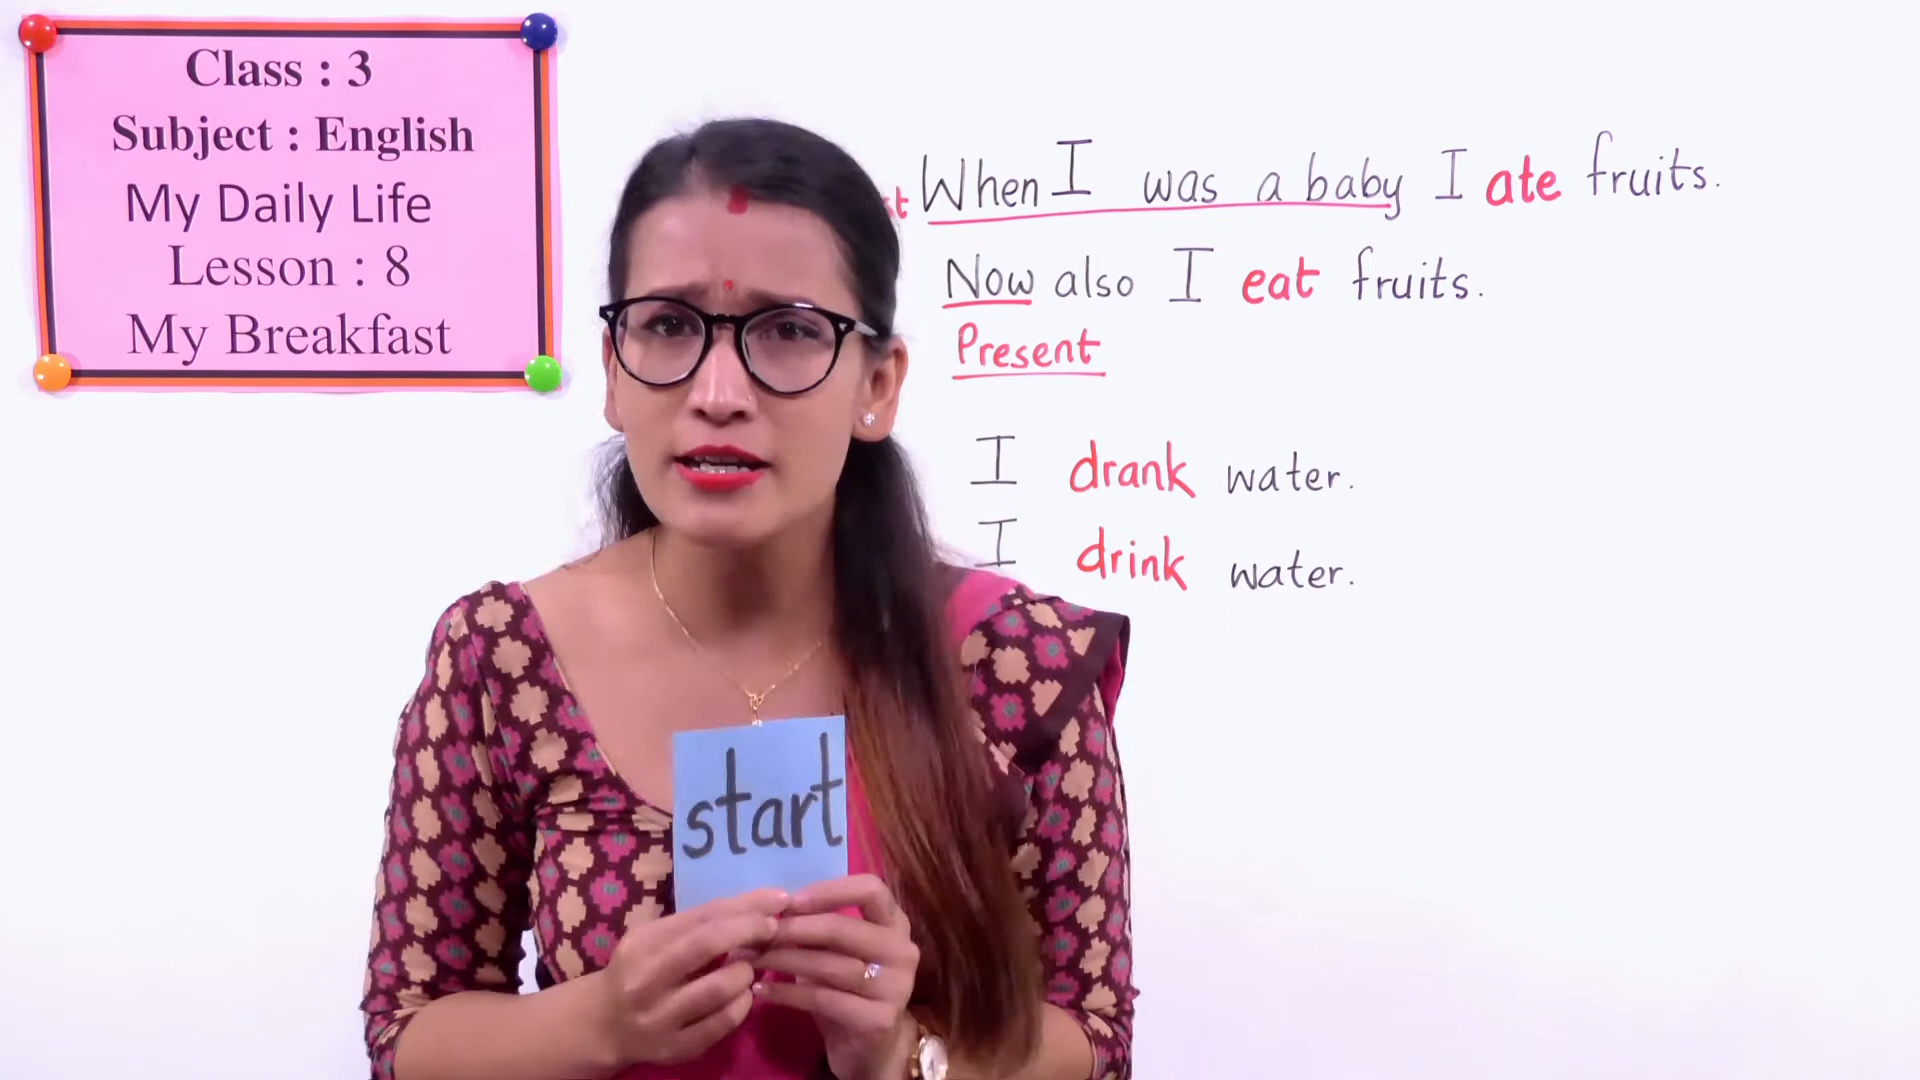 Class : 3
Subject : English
My Daily Life
Lesson : 8
My Breakfast
When I was a baby I ate fruits.
Now also I eat fruits.
Present
I drank water.
I drink water.
start